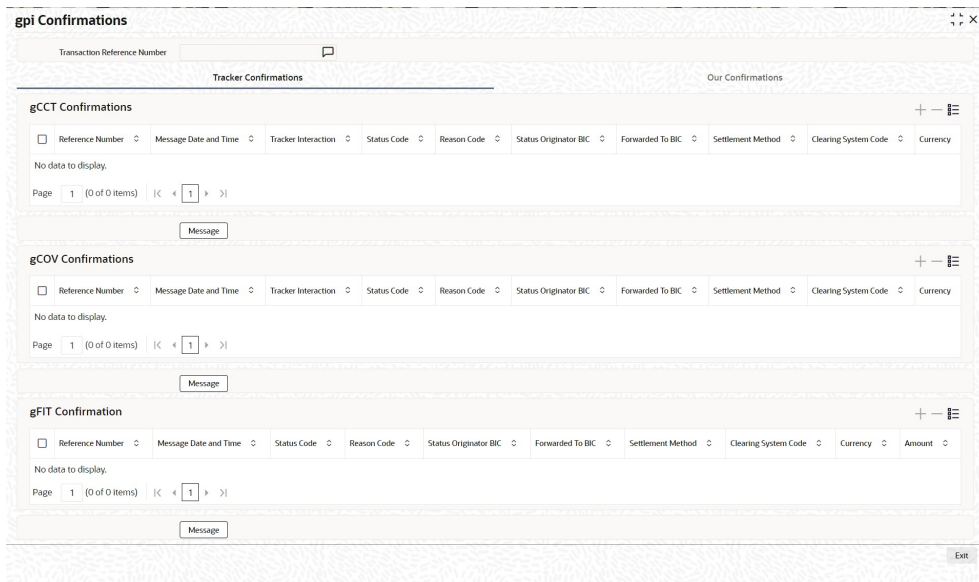 gpi Confirmations
Transaction Reference Number
Tracker Confirmations Our Confirmations
gCCT Confirmations
Reference Number Message Date and Time Tracker Interaction Status Code Reason Code Status Originator BIC Forwarded To BIC Settlement Method Clearing System Code Currency
No data to display.
Page 1 (0 of 0 items) 1
Message
gCOV Confirmations
Reference Number Message Date and Time Tracker Interaction Status Code Reason Code Status Originator BIC Forwarded To BIC Settlement Method Clearing System Code Currency
No data to display.
Page 1 (0 of 0 items) 1
Message
gFIT Confirmation
Reference Number Message Date and Time Status Code Reason Code Status Originator BIC Forwarded To BIC Settlement Method Clearing System Code Currency Amount
No data to display.
Page 1 (0 of 0 items) 1
Message
Exit